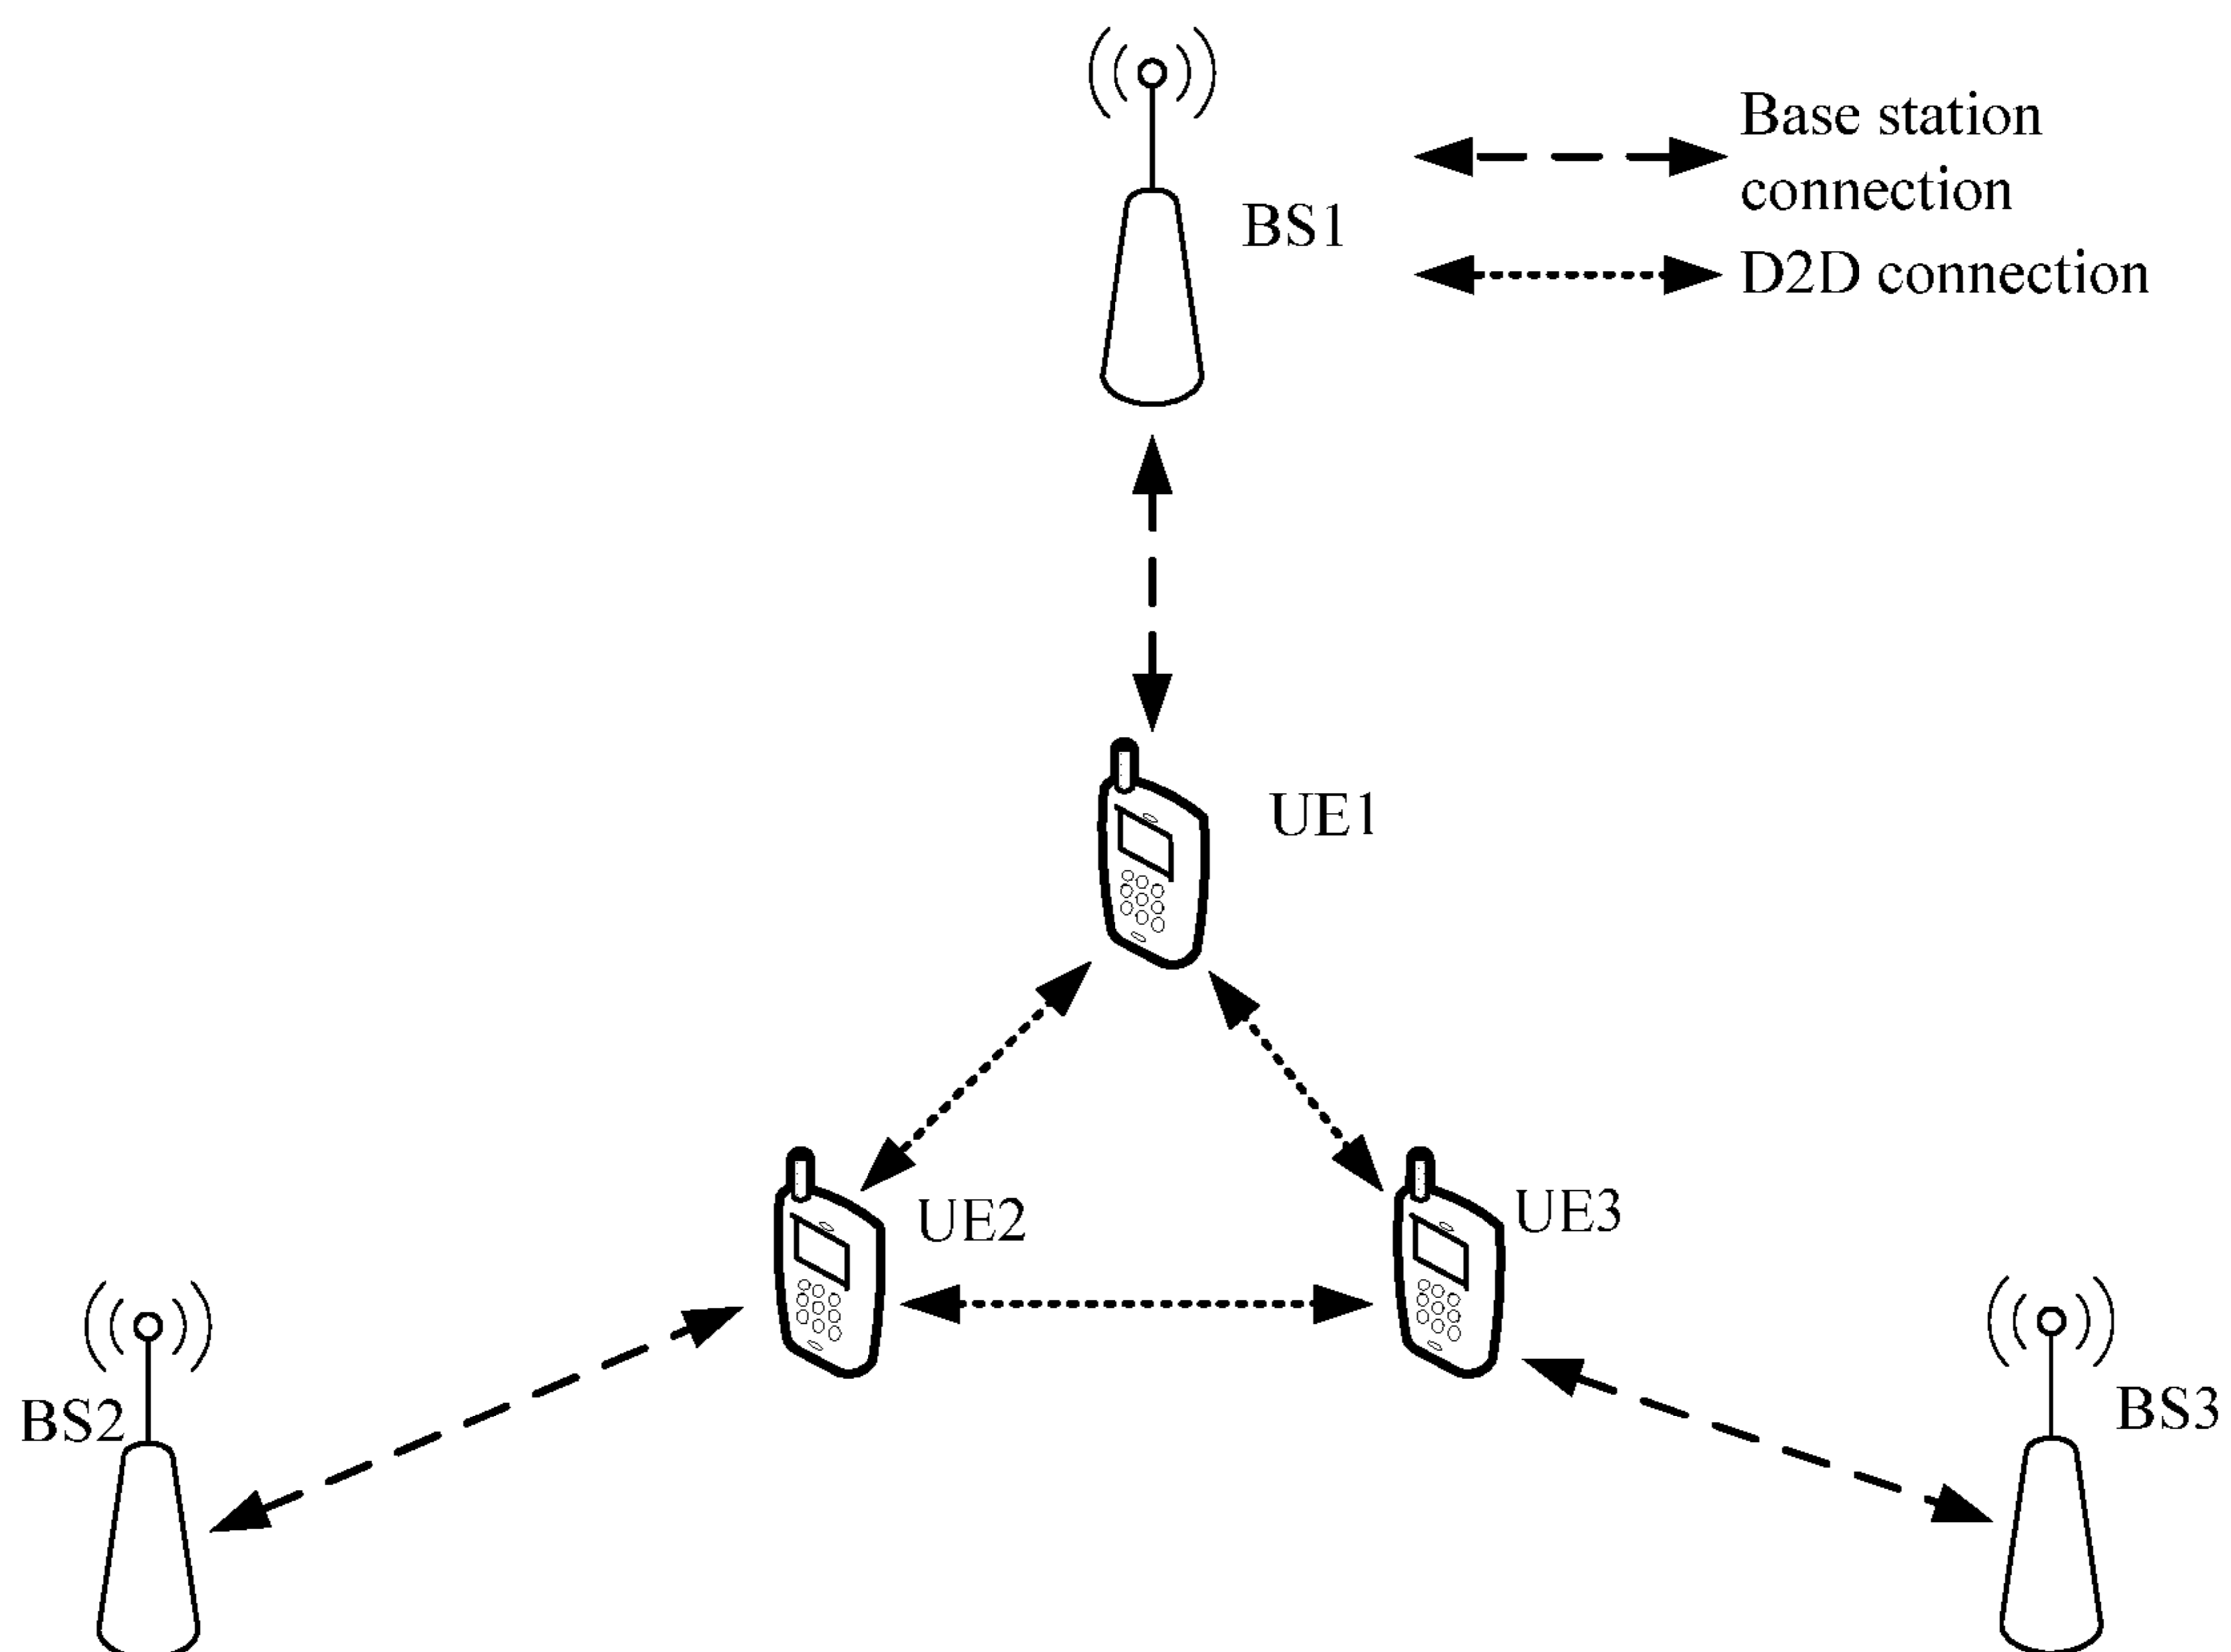 Base station
connection
BS1
D2D connection
UE1
UE2
UE3
BS2
BS3